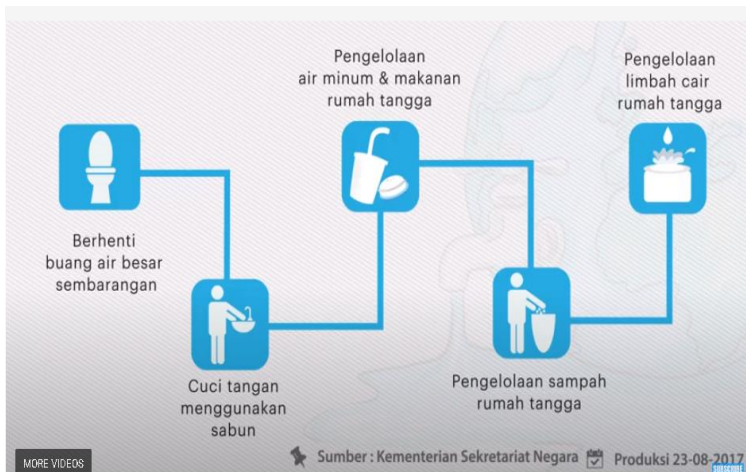 Berhenti
buang air besar
sembarangan
Cuci tangan
menggunakan
sabun
Pengelolaan
air minum & makanan
rumah tangga
Pengelolaan sampah
rumah tangga
Pengelolaan
limbah cair
rumah tangga
MORE VIDEOS
Sumber : Kementerian Sekretariat Negara
Produksi 23-08-2017
SUBSCRIBE